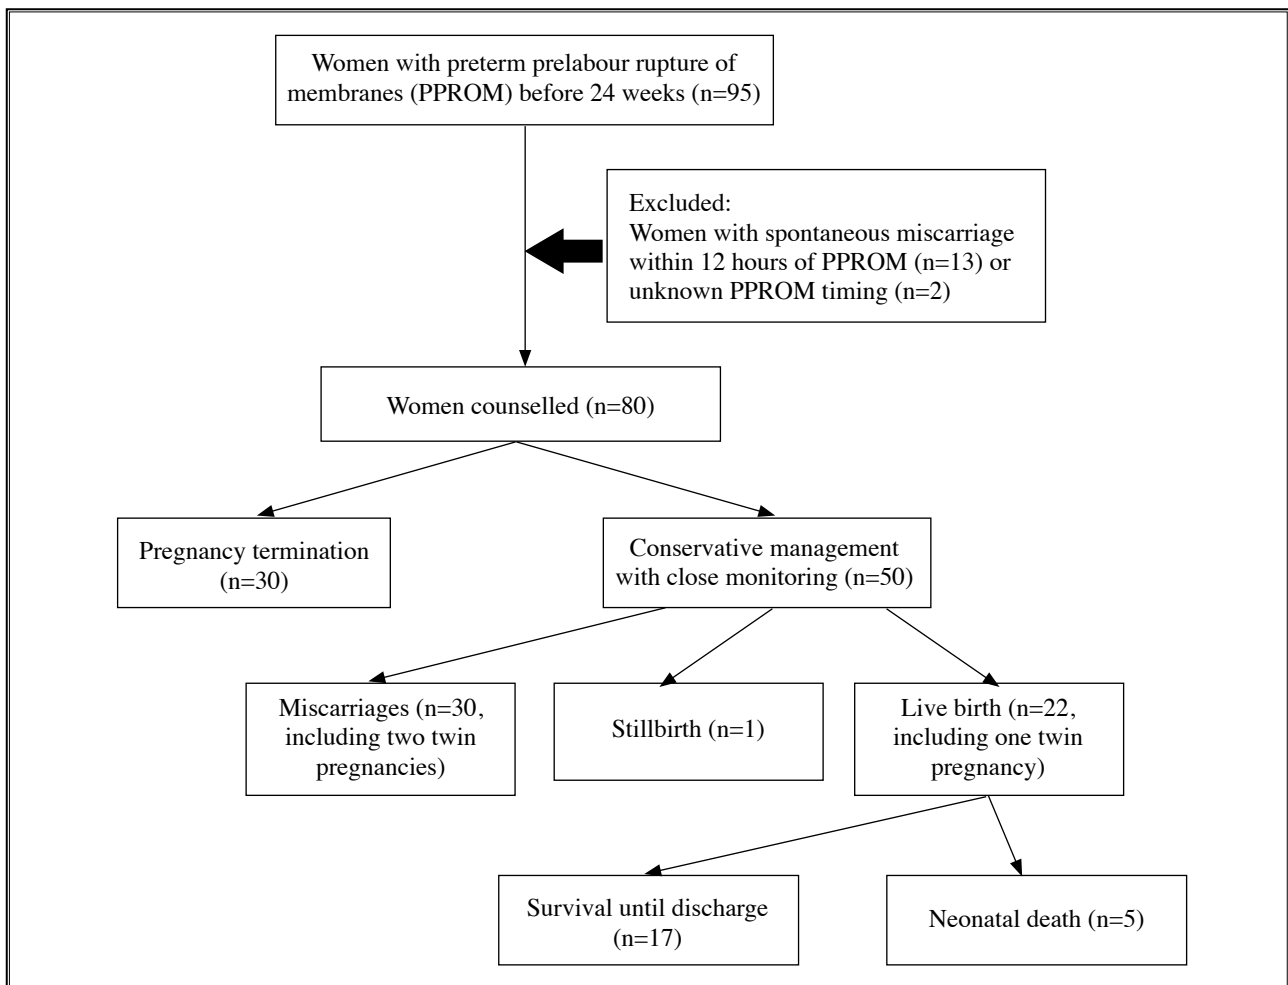 Women with preterm prelabour rupture of
membranes (PPROM) before 24 weeks (n=95)
Excluded:
Women with spontaneous miscarriage
within 12 hours of PPROM (n=13) or
unknown PPROM timing (n=2)
Women counselled (n=80)
Pregnancy termination
(n=30)
Conservative management
with close monitoring (n=50)
Miscarriages (n=30,
including two twin
pregnancies)
Stillbirth (n=1)
Live birth (n=22,
including one twin
pregnancy)
Survival until discharge
(n=17)
Neonatal death (n=5)